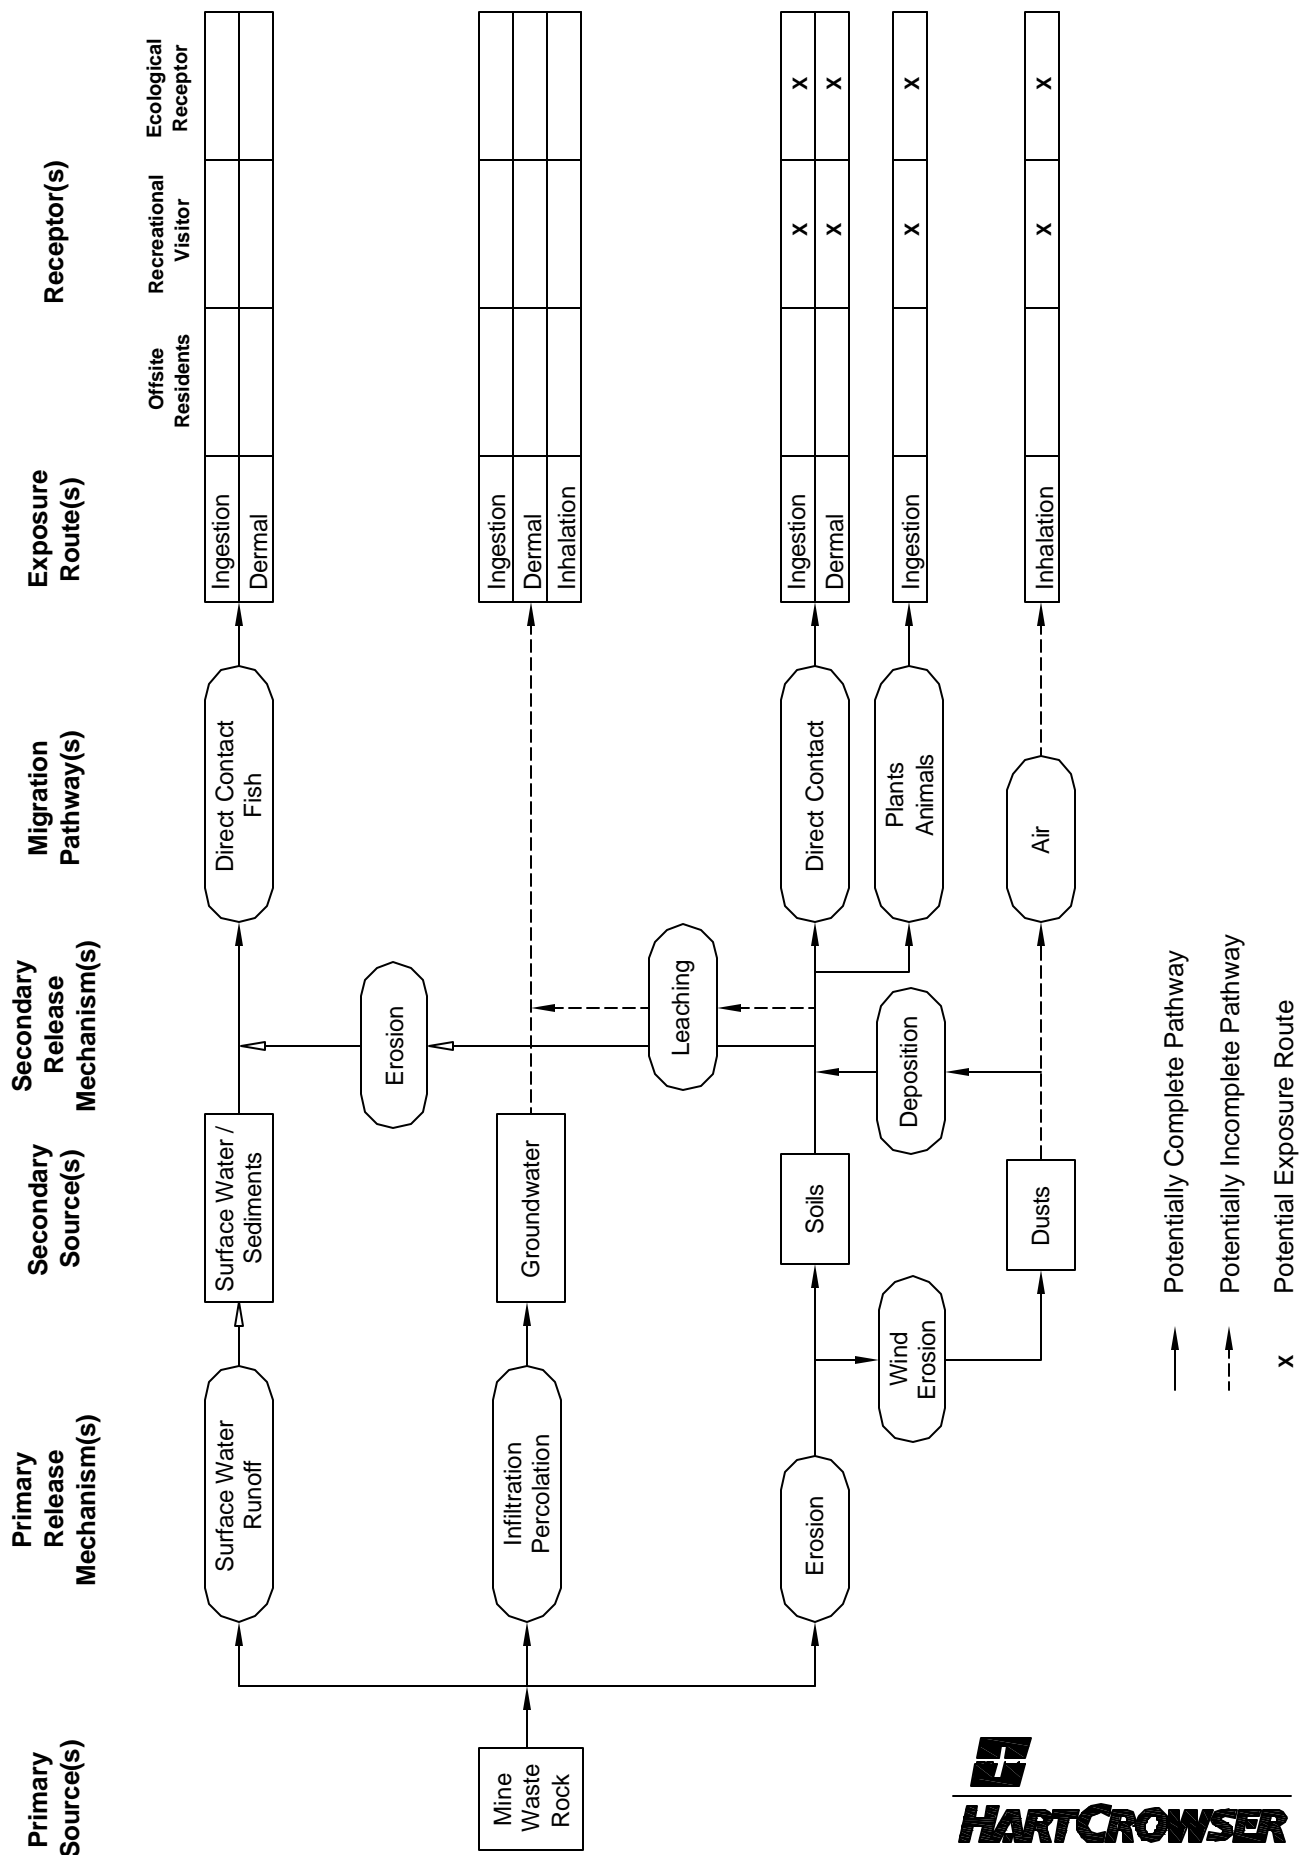 Primary
Source(s)
Primary
Release
Mechanism(s)
Secondary
Source(s)
Secondary
Release
Mechanism(s)
Migration
Pathway(s)
Exposure
Route(s)
Receptor(s)
Offsite
Residents
Recreational
Visitor
Ecological
Receptor
Mine
Waste
Rock
Surface Water
Runoff
Surface Water /
Sediments
Direct Contact
Fish
Ingestion
Dermal
Erosion
Infiltration
Percolation
Groundwater
Ingestion
Dermal
Inhalation
Leaching
Erosion
Soils
Direct Contact
Ingestion X X
Dermal X X
Wind
Erosion
Deposition
Plants
Animals
Ingestion X X
Dusts
Air
Inhalation X X
Potentially Complete Pathway
Potentially Incomplete Pathway
X Potential Exposure Route
HARTCROWSER